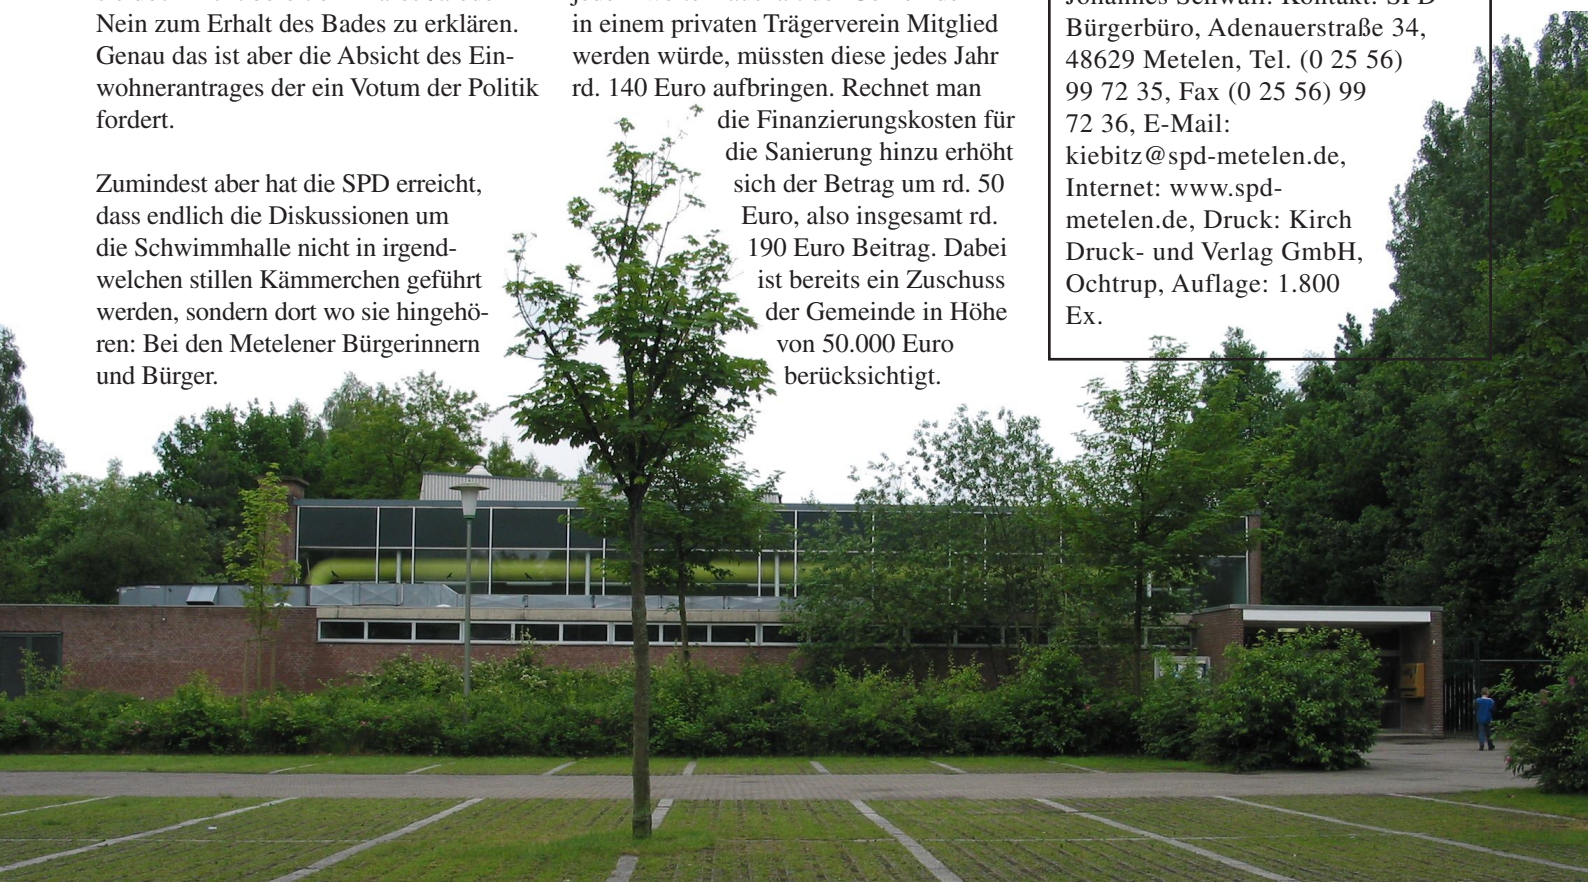 Nein zum Erhalt des Bades zu erklären.
Genau das ist aber die Absicht des Ein-
wohnerantrages der ein Votum der Politik
fordert.
Zumindest aber hat die SPD erreicht,
dass endlich die Diskussionen um
die Schwimmhalle nicht in irgend-
welchen stillen Kämmerchen geführt
werden, sondern dort wo sie hingehö-
ren: Bei den Metelener Bürgerinnern
und Bürger.
in einem privaten Trägerverein Mitglied
werden würde, müssten diese jedes Jahr
rd. 140 Euro aufbringen. Rechnet man
die Finanzierungskosten für
die Sanierung hinzu erhöht
sich der Betrag um rd. 50
Euro, also insgesamt rd.
190 Euro Beitrag. Dabei
ist bereits ein Zuschuss
der Gemeinde in Höhe
von 50.000 Euro
berücksichtigt.
Johannes Schwall. Kontakt: SPD
Bürgerbüro, Adenauerstraße 34,
48629 Metelen, Tel. (0 25 56)
99 72 35, Fax (0 25 56) 99
72 36, E-Mail:
kiebitz@spd-metelen.de,
Internet: www.spd-
metelen.de, Druck: Kirch
Druck- und Verlag GmbH,
Ochtrup, Auflage: 1.800
Ex.